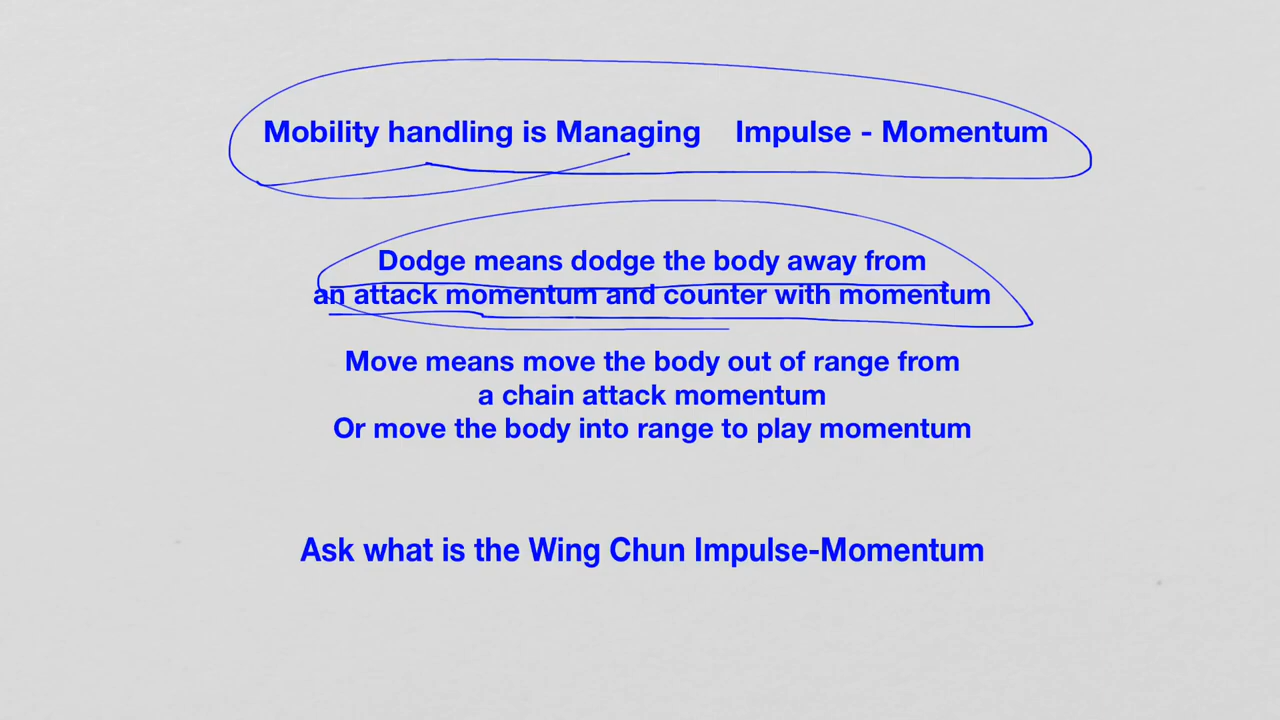 Mobility handling is Managing Impulse - Momentum
Dodge means dodge the body away from
an attack momentum and counter with momentum
Move means move the body out of range from
a chain attack momentum
Or move the body into range to play momentum
Ask what is the Wing Chun Impulse-Momentum